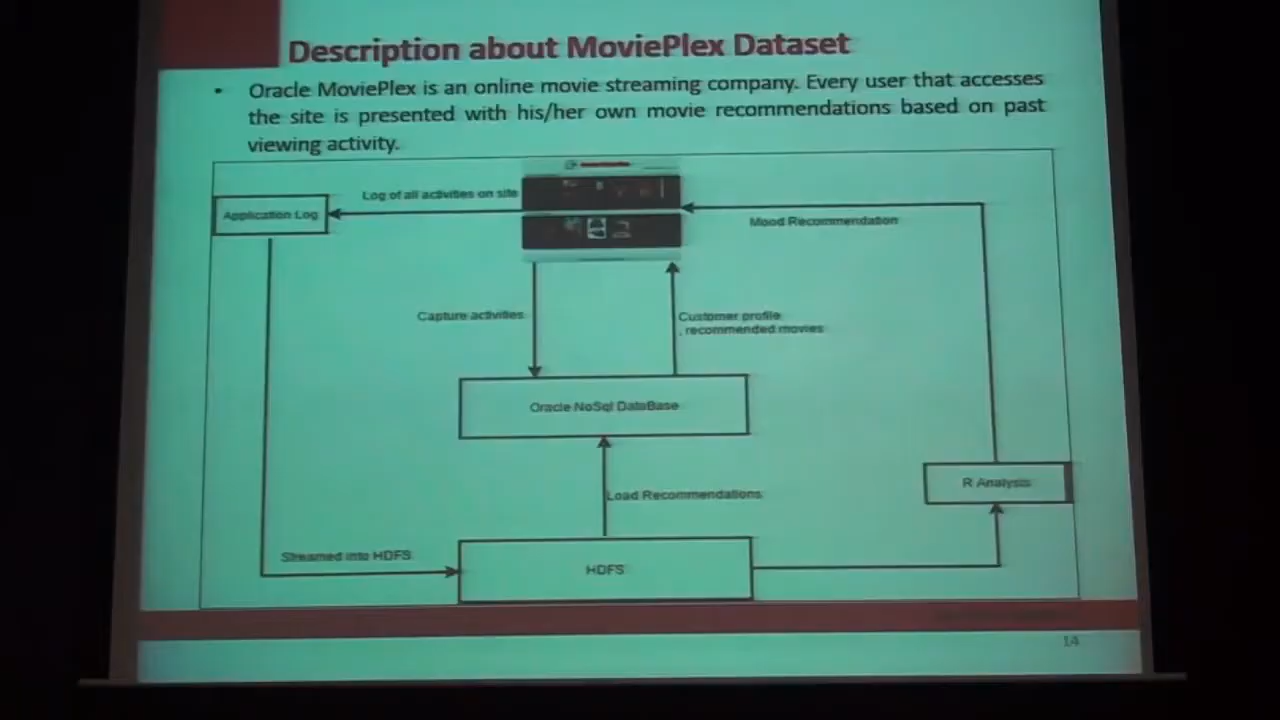 Description about MoviePlex Dataset
• Oracle MoviePlex is an online movie streaming company. Every user that accesses
the site is presented with his/her own movie recommendations based on past
viewing activity.
Log of all activities on site
Application Log
Mood Recommendation
Capture activities
Customer profile
, recommended movies
Oracle NoSql DataBase
R Analysis
Load Recommendations
Streamed into HDFS
HDFS
14